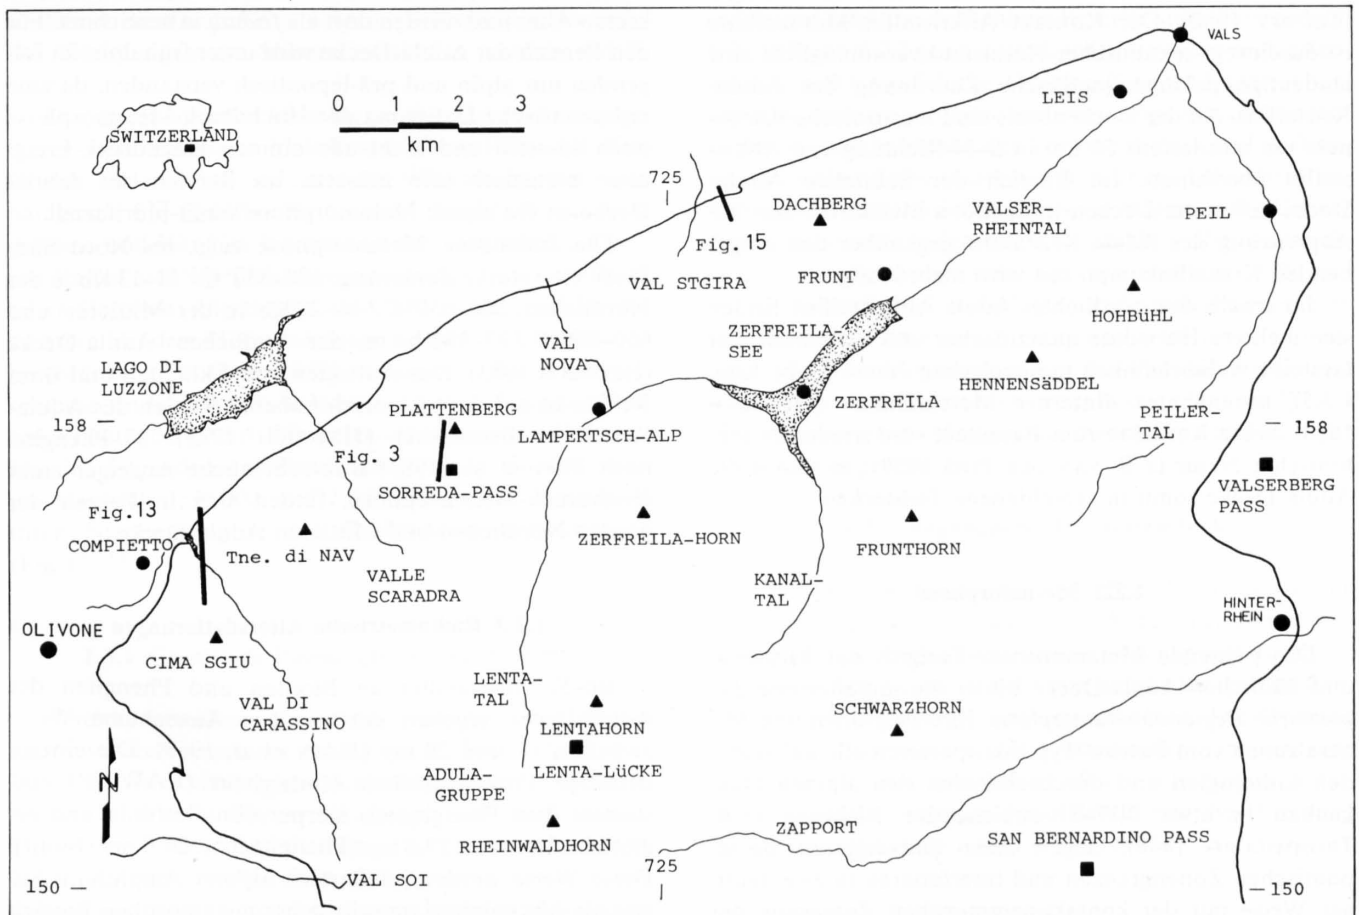 VALS
LEIS
SWITZERLAND
0 1 2 3
km
725
DACHBERG
VALSER-
RHEINTAL
PEIL
Fig.15
VAL STGIRA
FRUNT
HOHBüHL
ZERFREILA-
SEE
VAL
NOVA
LAGO DI
LUZZONE
HENNENSäDDEL
ZERFREILA
PLATTENBERG
158
LAMPERTSCH-ALP
PEILER-
TAL
158
Fig. 3
SORREDA-PASS
VALSERBERG
PASS
Fig.13
COMPIETTO
Tne. di NAV
ZERFREILA-HORN
FRUNTHORN
VALLE
SCARADRA
KANAL-
TAL
HINTER-
RHEIN
OLIVONE
CIMA SGIU
LENTA-
TAL
VAL DI
CARASSINO
SCHWARZHORN
LENTAHORN
N
ADULA-
GRUPPE
LENTA-LüCKE
ZAPPORT
RHEINWALDHORN
SAN BERNARDINO PASS
725
150
VAL SOI
150